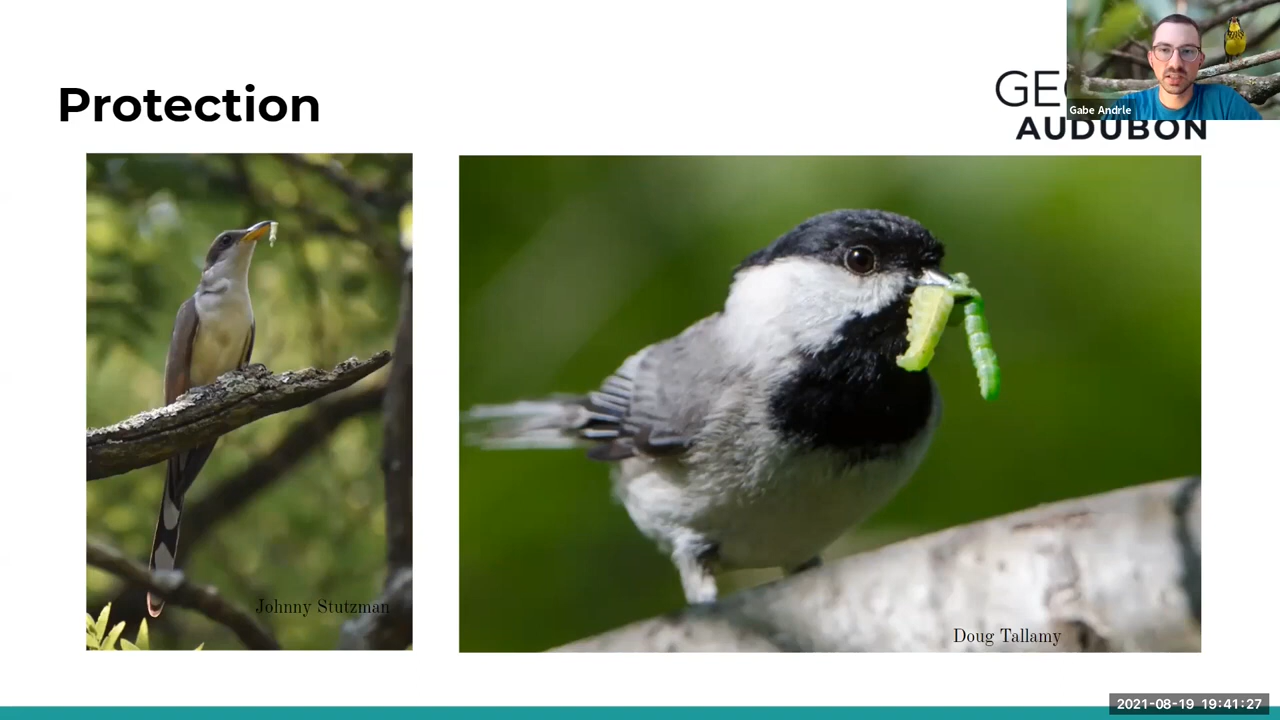 Protection
GE
AUDUBON
Gabe Andrle
Johnny Stutzman
Doug Tallamy
2021-08-19 19:41:27